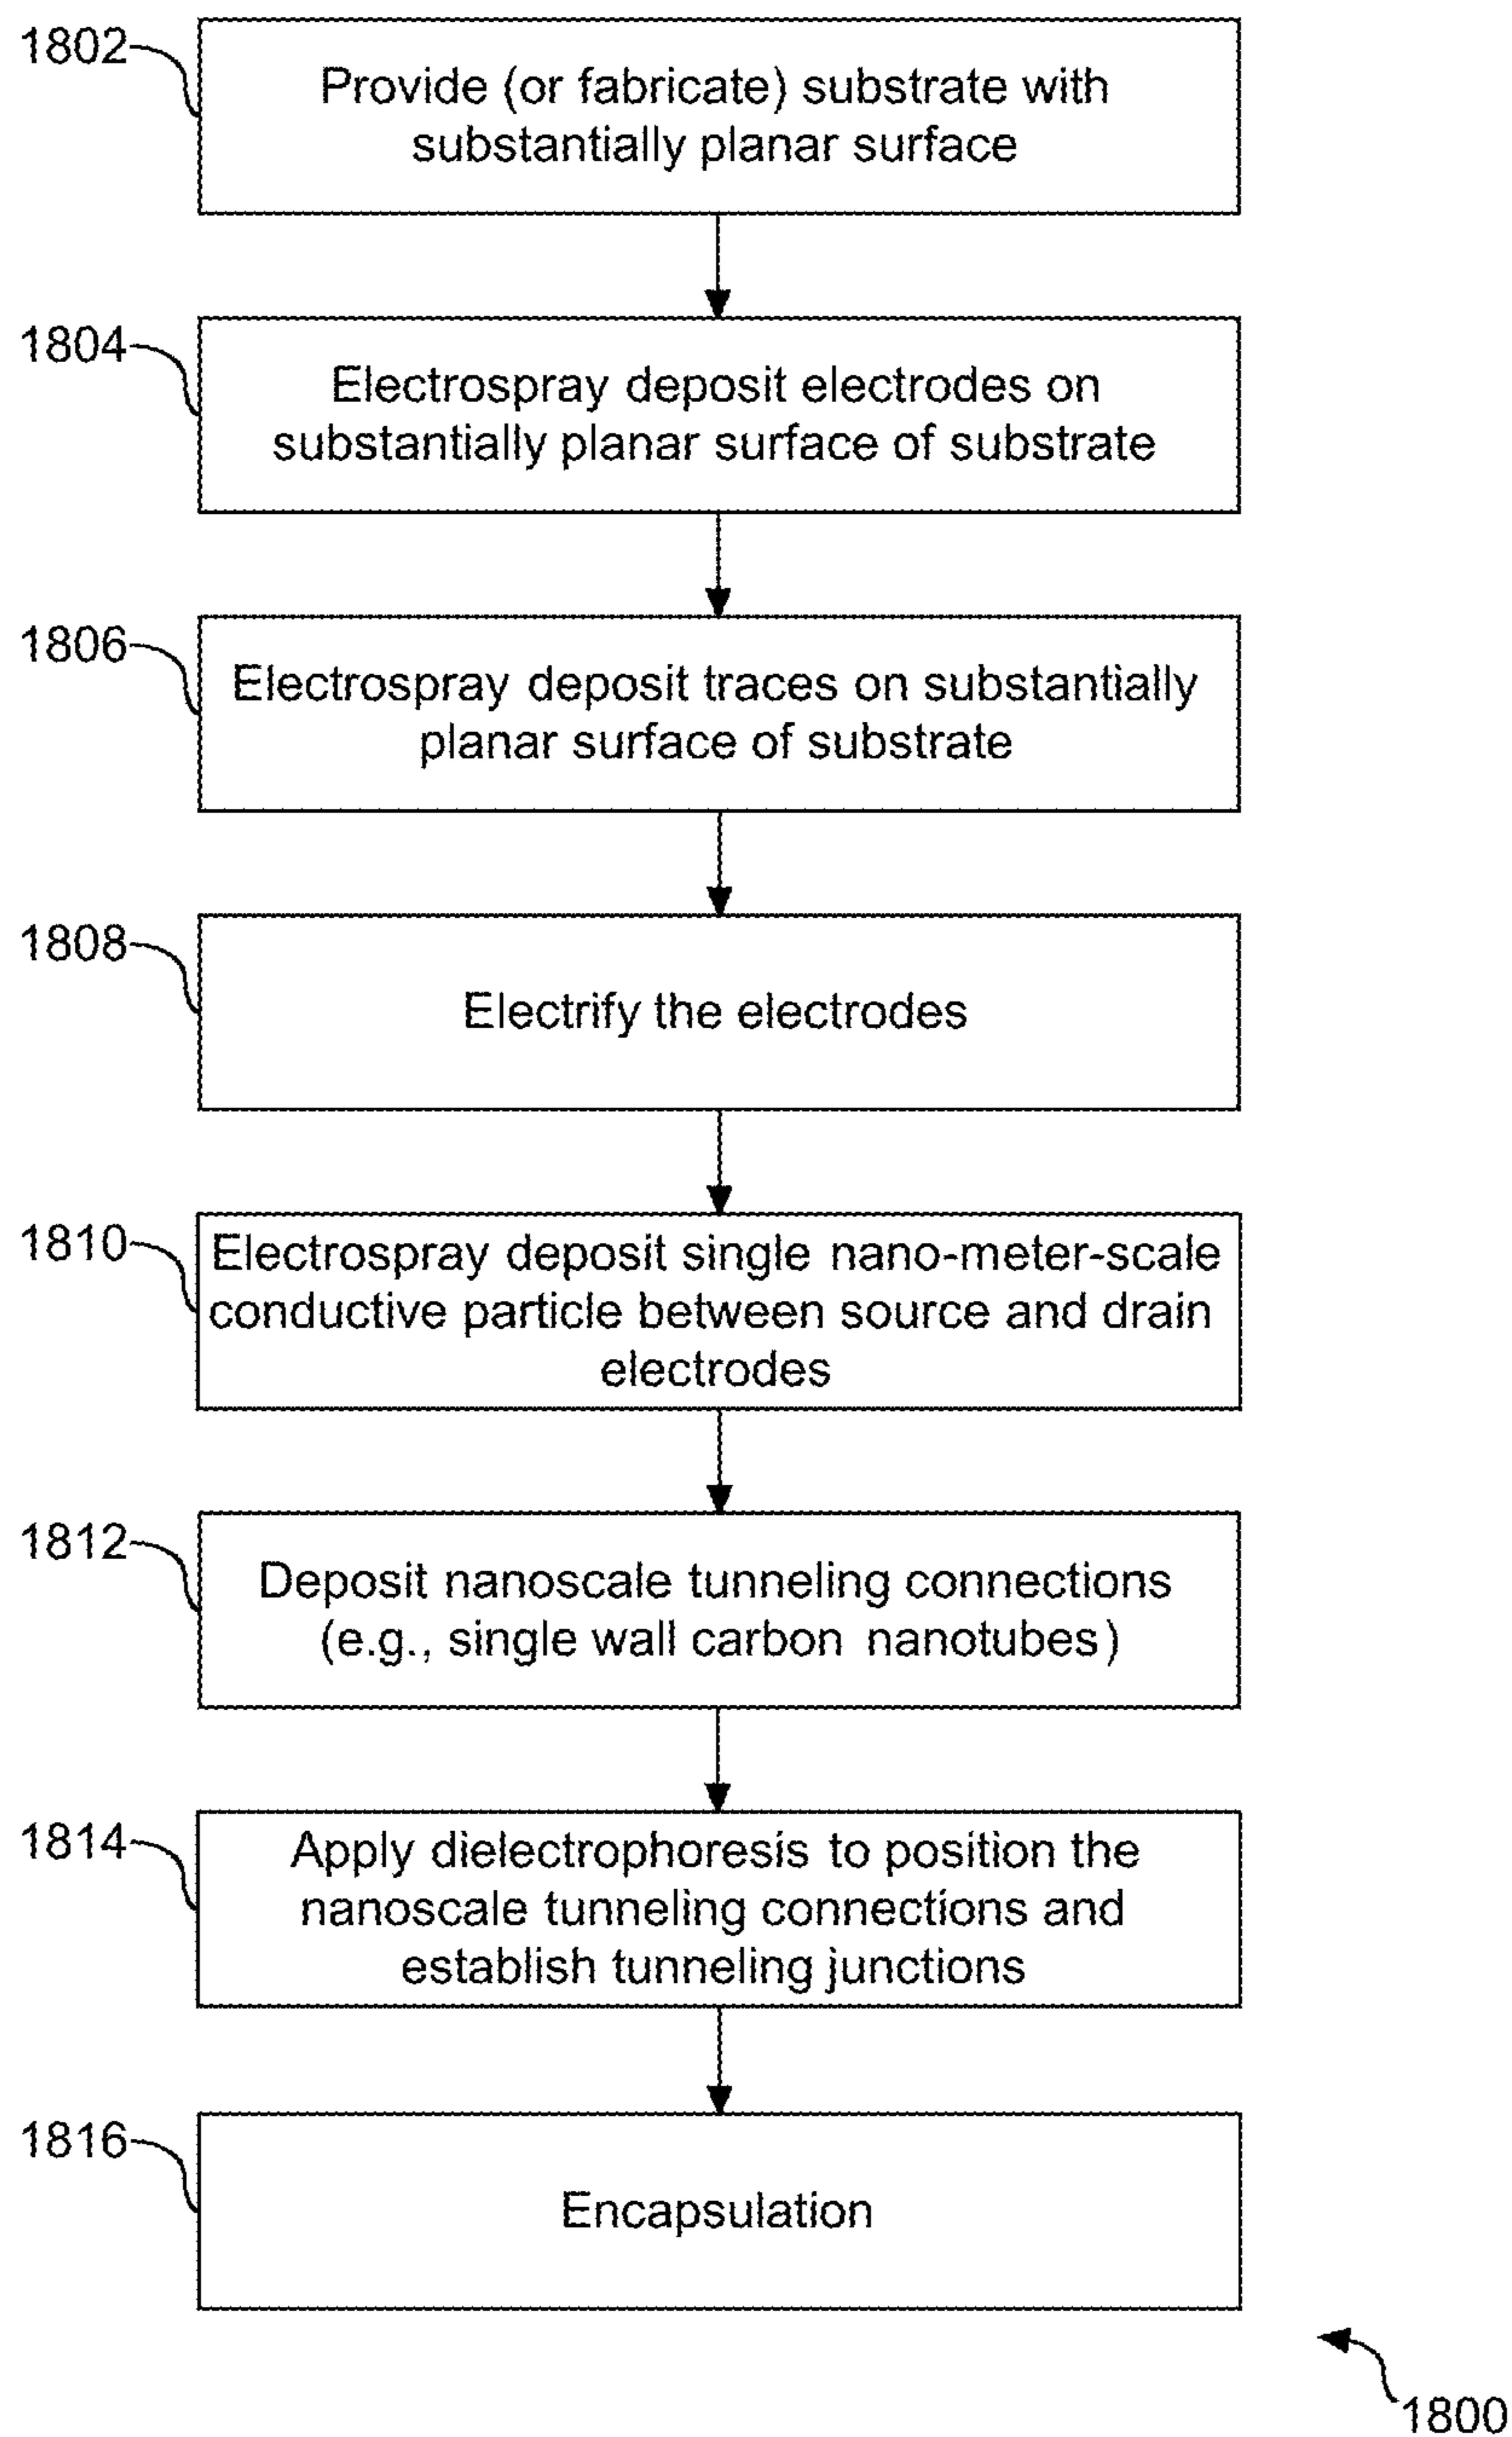 1802
Provide (or fabricate) substrate with
substantially planar surface
1804
Electrospray deposit electrodes on
substantially planar surface of substrate
1806
Electrospray deposit traces on substantially
planar surface of substrate
1808
Electrify the electrodes
1810
Electrospray deposit single nano-meter-scale
conductive particle between source and drain
electrodes
1812
Deposit nanoscale tunneling connections
(e.g., single wall carbon nanotubes)
1814
Apply dielectrophoresis to position the
nanoscale tunneling connections and
establish tunneling junctions
1816
Encapsulation
1800